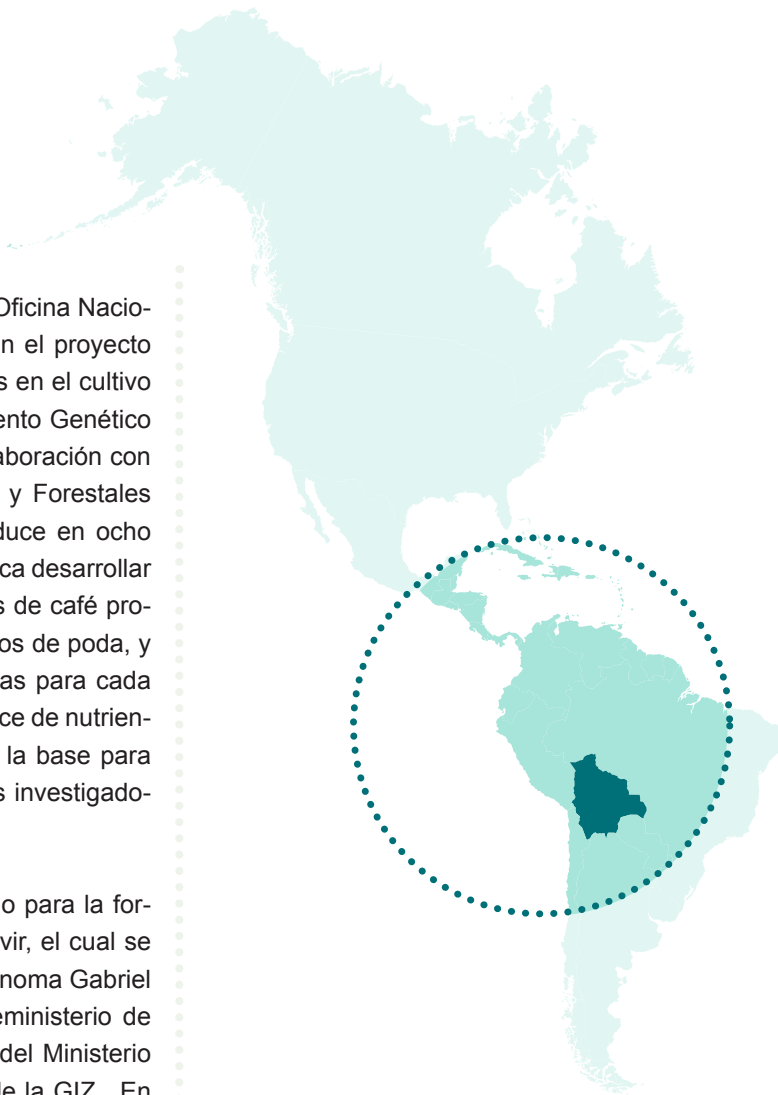 Oficina Nacio-
n el proyecto
s en el cultivo
ento Genético
aboración con
y Forestales
duce en ocho
ca desarrollar
s de café pro-
os de poda, y
as para cada
ce de nutrien-
la base para
s investigado-
o para la for-
vir, el cual se
noma Gabriel
eministerio de
del Ministerio
de la GIZ. En